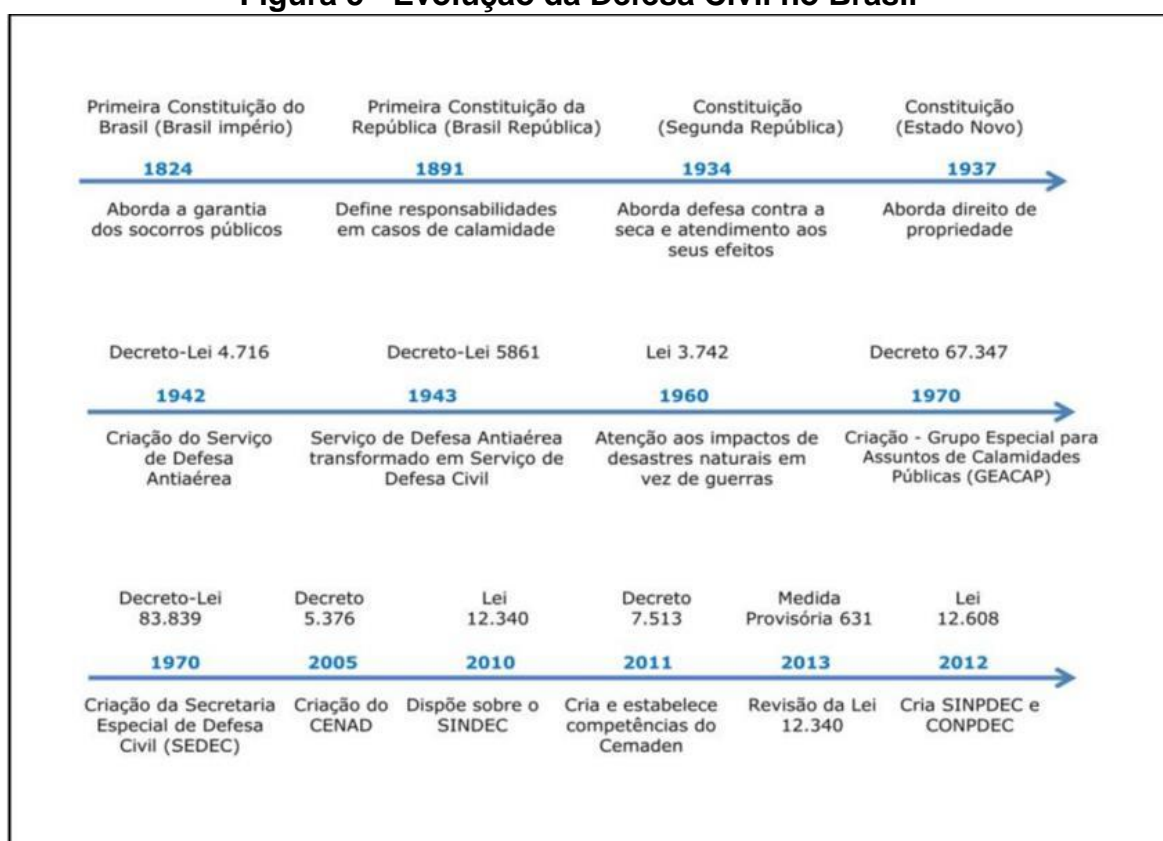 Figura 3 - Evolução da Defesa Civil no Brasil
Primeira Constituição do
Brasil (Brasil império)
Primeira Constituição da
República (Brasil República)
Constituição
(Segunda República)
Constituição
(Estado Novo)
1824
1891
1934
1937
Aborda a garantia
dos socorros públicos
Define responsabilidades
em casos de calamidade
Aborda defesa contra a
seca e atendimento aos
seus efeitos
Aborda direito de
propriedade
Decreto-Lei 4.716
Decreto-Lei 5861
Lei 3.742
Decreto 67.347
1942
1943
1960
1970
Criação do Serviço
de Defesa
Antiaérea
Serviço de Defesa Antiaérea
transformado em Serviço de
Defesa Civil
Atenção aos impactos de
desastres naturais em
vez de guerras
Criação - Grupo Especial para
Assuntos de Calamidades
Públicas (GEACAP)
Decreto-Lei
83.839
Decreto
5.376
Lei
12.340
Decreto
7.513
Medida
Provisória 631
Lei
12.608
1970
2005
2010
2011
2013
2012
Criação da Secretaria
Especial de Defesa
Civil (SEDEC)
Criação do
CENAD
Dispõe sobre o
SINDEC
Cria e estabelece
competências do
Cemaden
Revisão da Lei
12.340
Cria SINPDEC e
CONPDEC